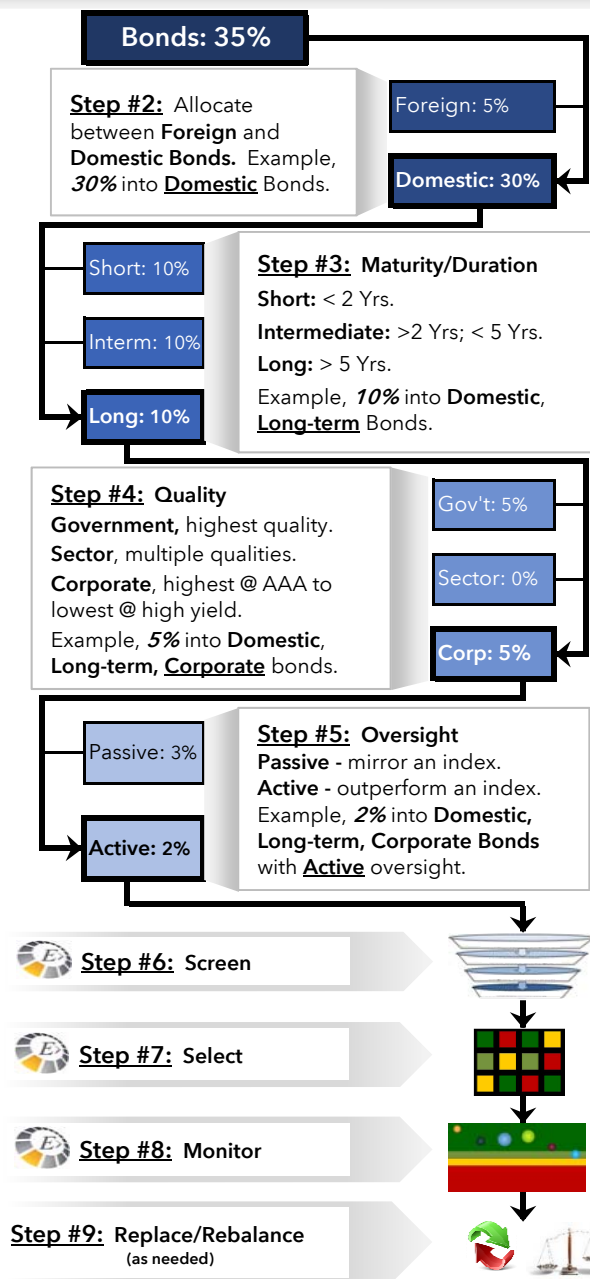 Bonds: 35%
Step #2: Allocate
between Foreign and
Domestic Bonds. Example,
30% into Domestic Bonds.
Foreign: 5%
Domestic: 30%
Short: 10%
Interm: 10%
Long: 10%
Step #3: Maturity/Duration
Short: < 2 Yrs.
Intermediate: >2 Yrs; < 5 Yrs.
Long: > 5 Yrs.
Example, 10% into Domestic,
Long-term Bonds.
Step #4: Quality
Government, highest quality.
Sector, multiple qualities.
Corporate, highest @ AAA to
lowest @ high yield.
Example, 5% into Domestic,
Long-term, Corporate bonds.
Gov't: 5%
Sector: 0%
Corp: 5%
Passive: 3%
Active: 2%
Step #5: Oversight
Passive - mirror an index.
Active - outperform an index.
Example, 2% into Domestic,
Long-term, Corporate Bonds
with Active oversight.
E
Step #6: Screen
E
Step #7: Select
E
Step #8: Monitor
Step #9: Replace/Rebalance
(as needed)